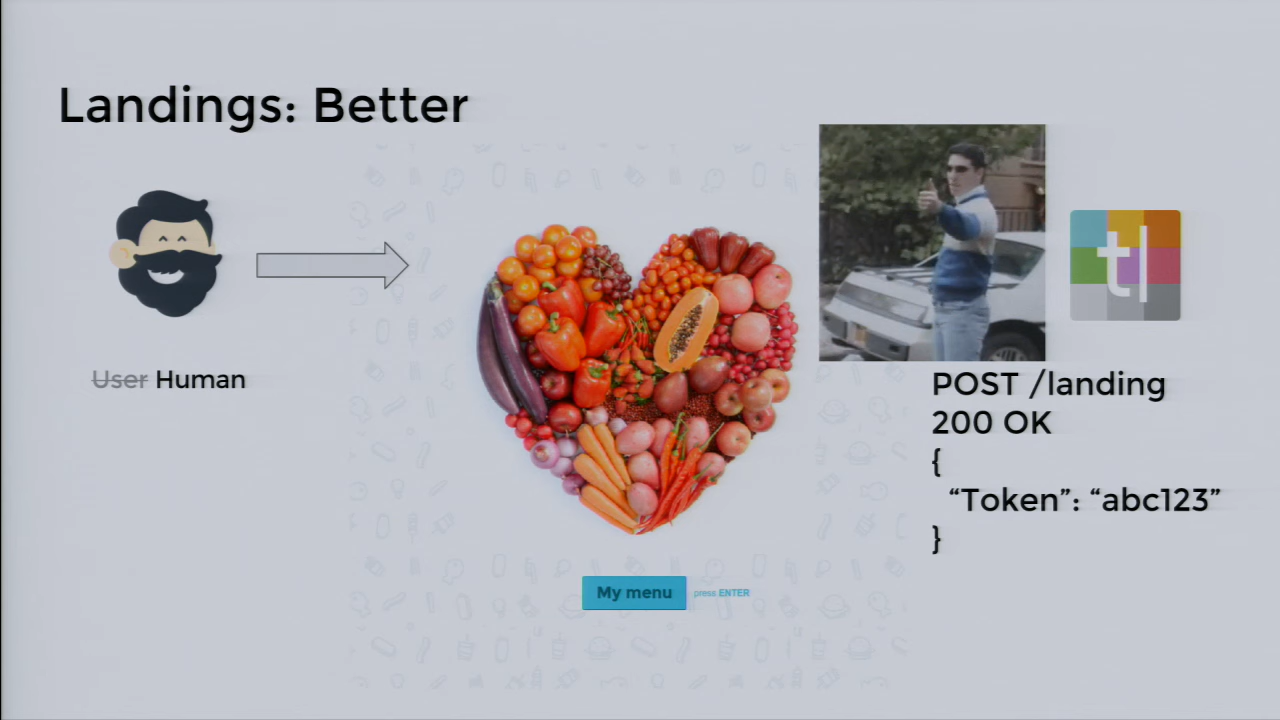 Landings: Better
User Human
tl
POST /landing
200 OK
{
“Token”: “abc123”
}
My menu
press ENTER